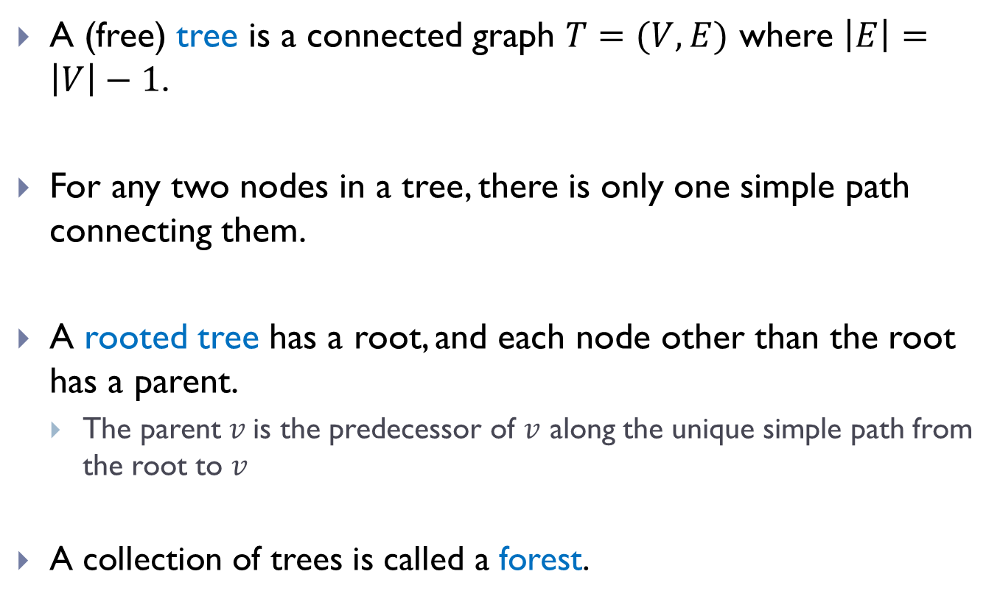 A (free) tree is a connected graph T = (V, E) where |E| =
|V| − 1.
For any two nodes in a tree, there is only one simple path
connecting them.
A rooted tree has a root, and each node other than the root
has a parent.
The parent v is the predecessor of v along the unique simple path from
the root to v
A collection of trees is called a forest.